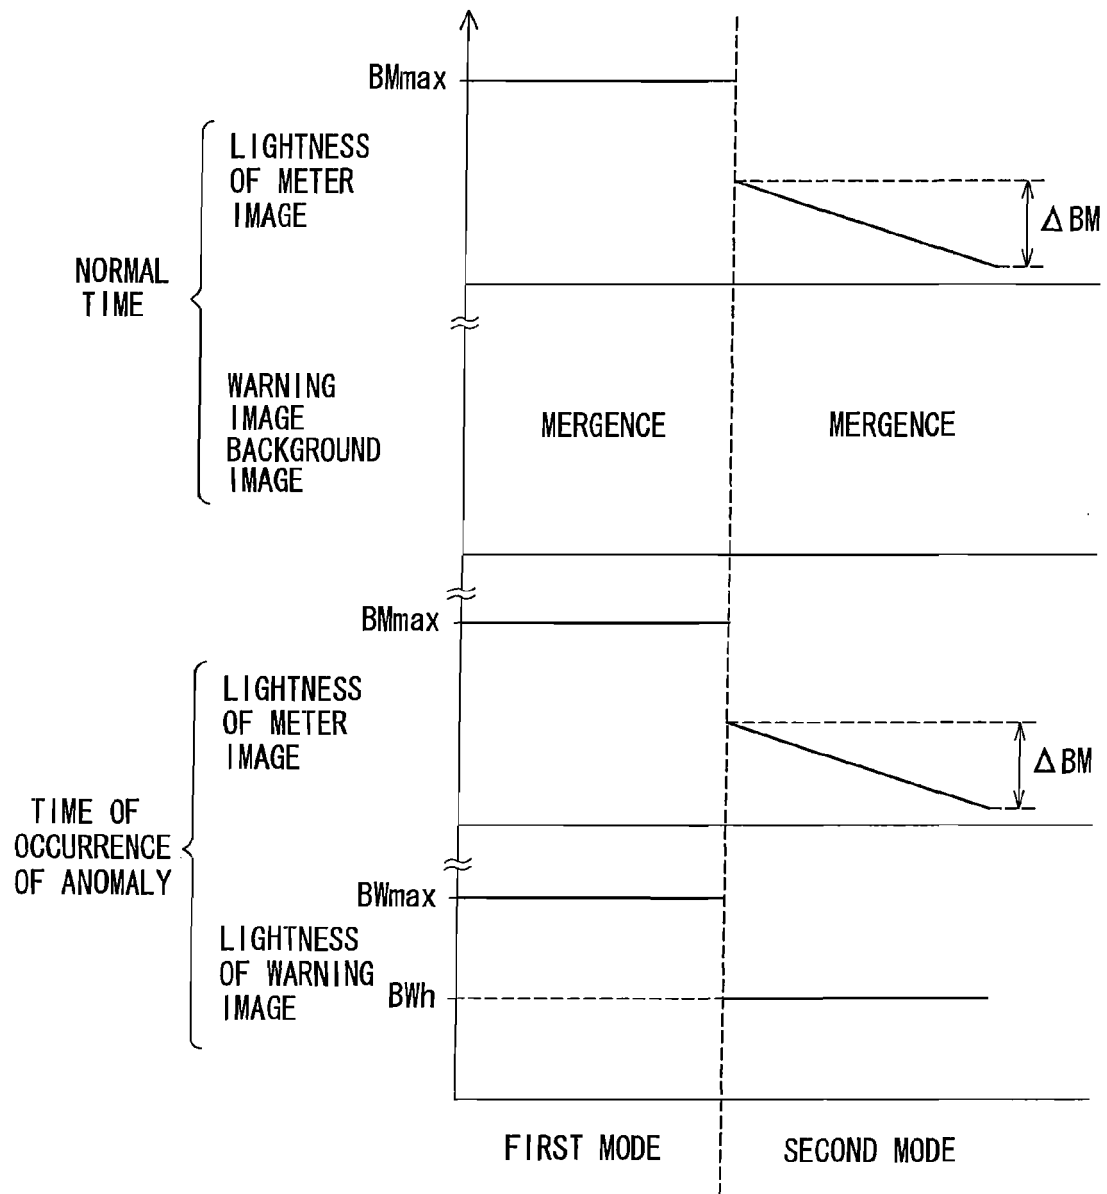 BMmax
LIGHTNESS
OF METER
IMAGE
ΔBM
NORMAL
TIME
WARNING
IMAGE
BACKGROUND
IMAGE
MERGENCE
MERGENCE
BMmax
LIGHTNESS
OF METER
IMAGE
ΔBM
TIME OF
OCCURRENCE
OF ANOMALY
BWmax
LIGHTNESS
OF WARNING
IMAGE
BWh
FIRST MODE
SECOND MODE